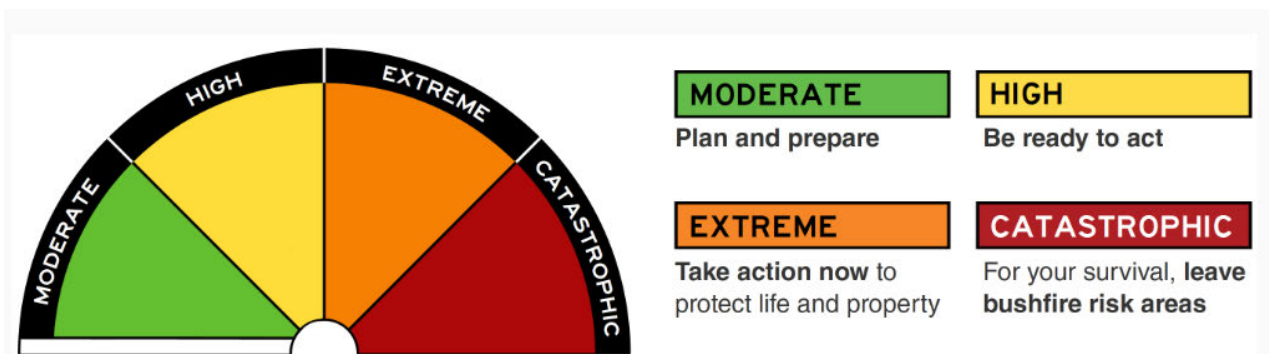 MODERATE
HIGH
EXTREME
CATASTROPHIC
MODERATE
Plan and prepare
HIGH
Be ready to act
EXTREME
Take action now to
protect life and property
CATASTROPHIC
For your survival, leave
bushfire risk areas